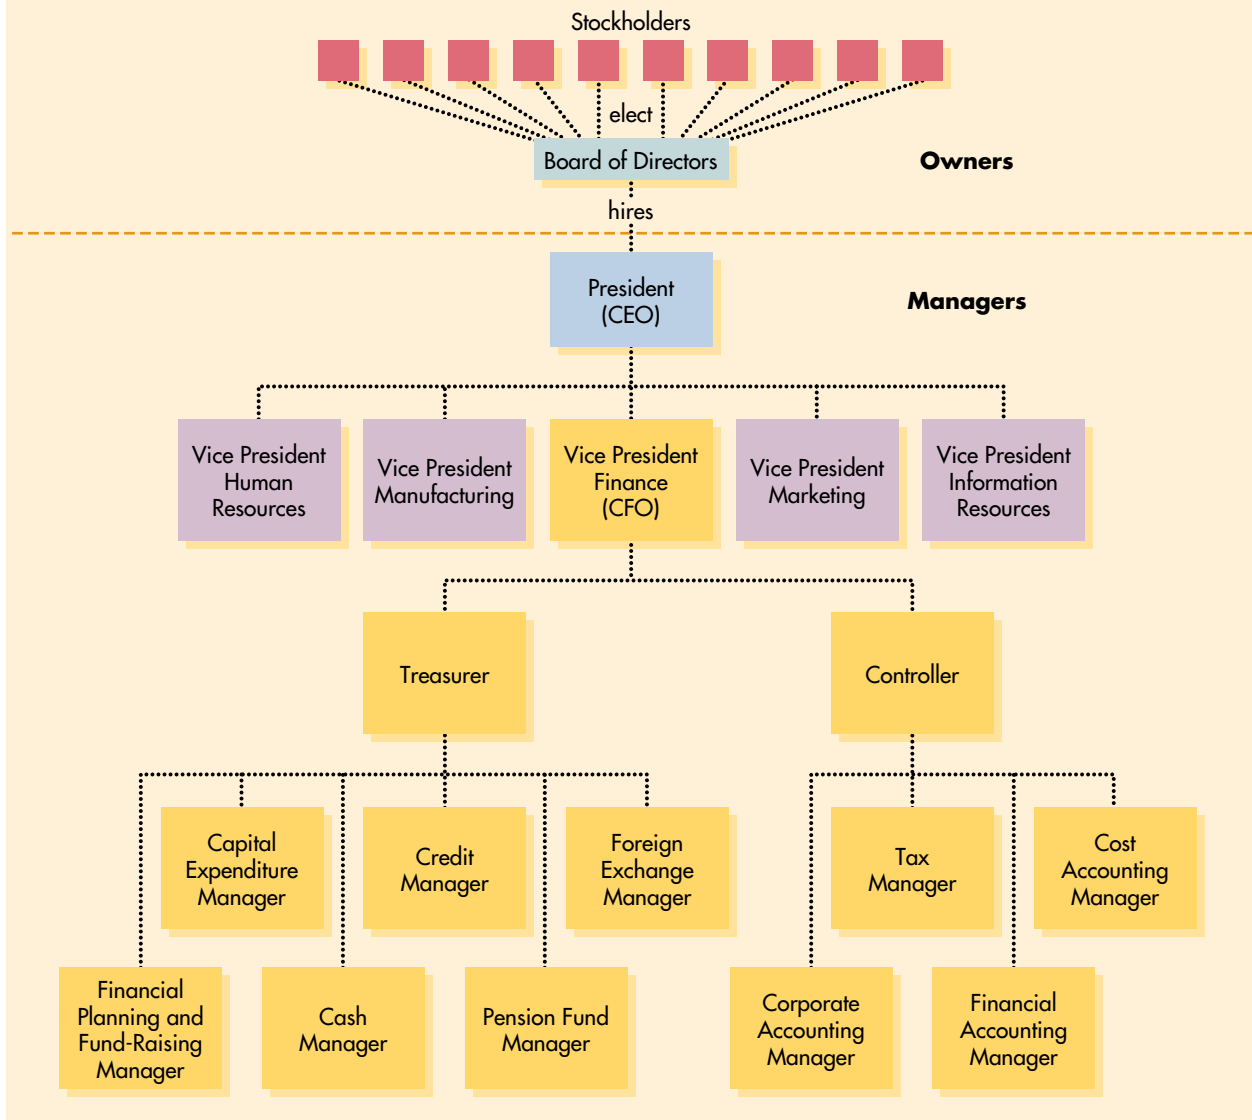 Stockholders
elect
Board of Directors
Owners
hires
President
(CEO)
Managers
Vice President
Human
Resources
Vice President
Manufacturing
Vice President
Finance
(CFO)
Vice President
Marketing
Vice President
Information
Resources
Treasurer
Controller
Capital
Expenditure
Manager
Credit
Manager
Foreign
Exchange
Manager
Tax
Manager
Cost
Accounting
Manager
Financial
Planning and
Fund-Raising
Manager
Cash
Manager
Pension Fund
Manager
Corporate
Accounting
Manager
Financial
Accounting
Manager